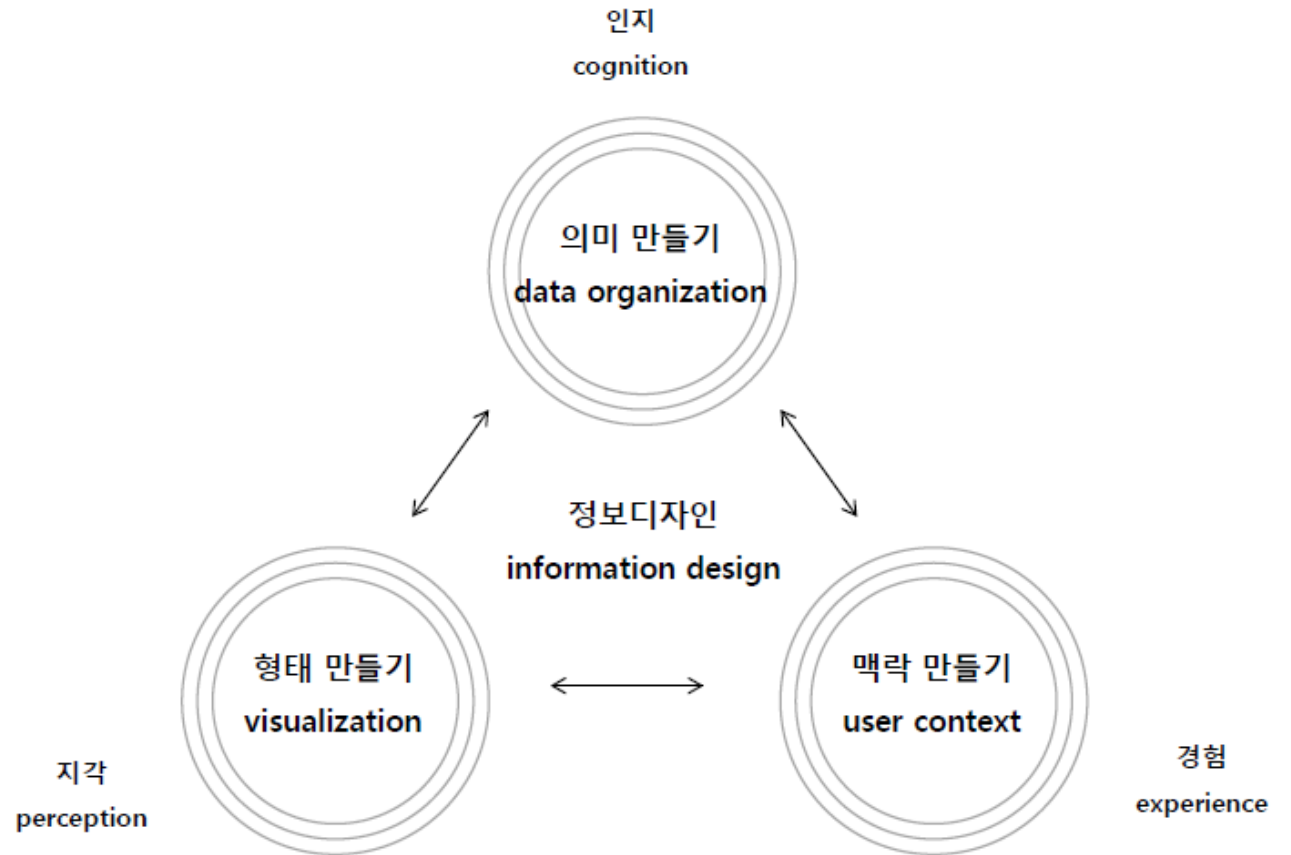 인지
cognition
의미 만들기
data organization
정보디자인
information design
형태 만들기
visualization
맥락 만들기
user context
지각
perception
경험
experience